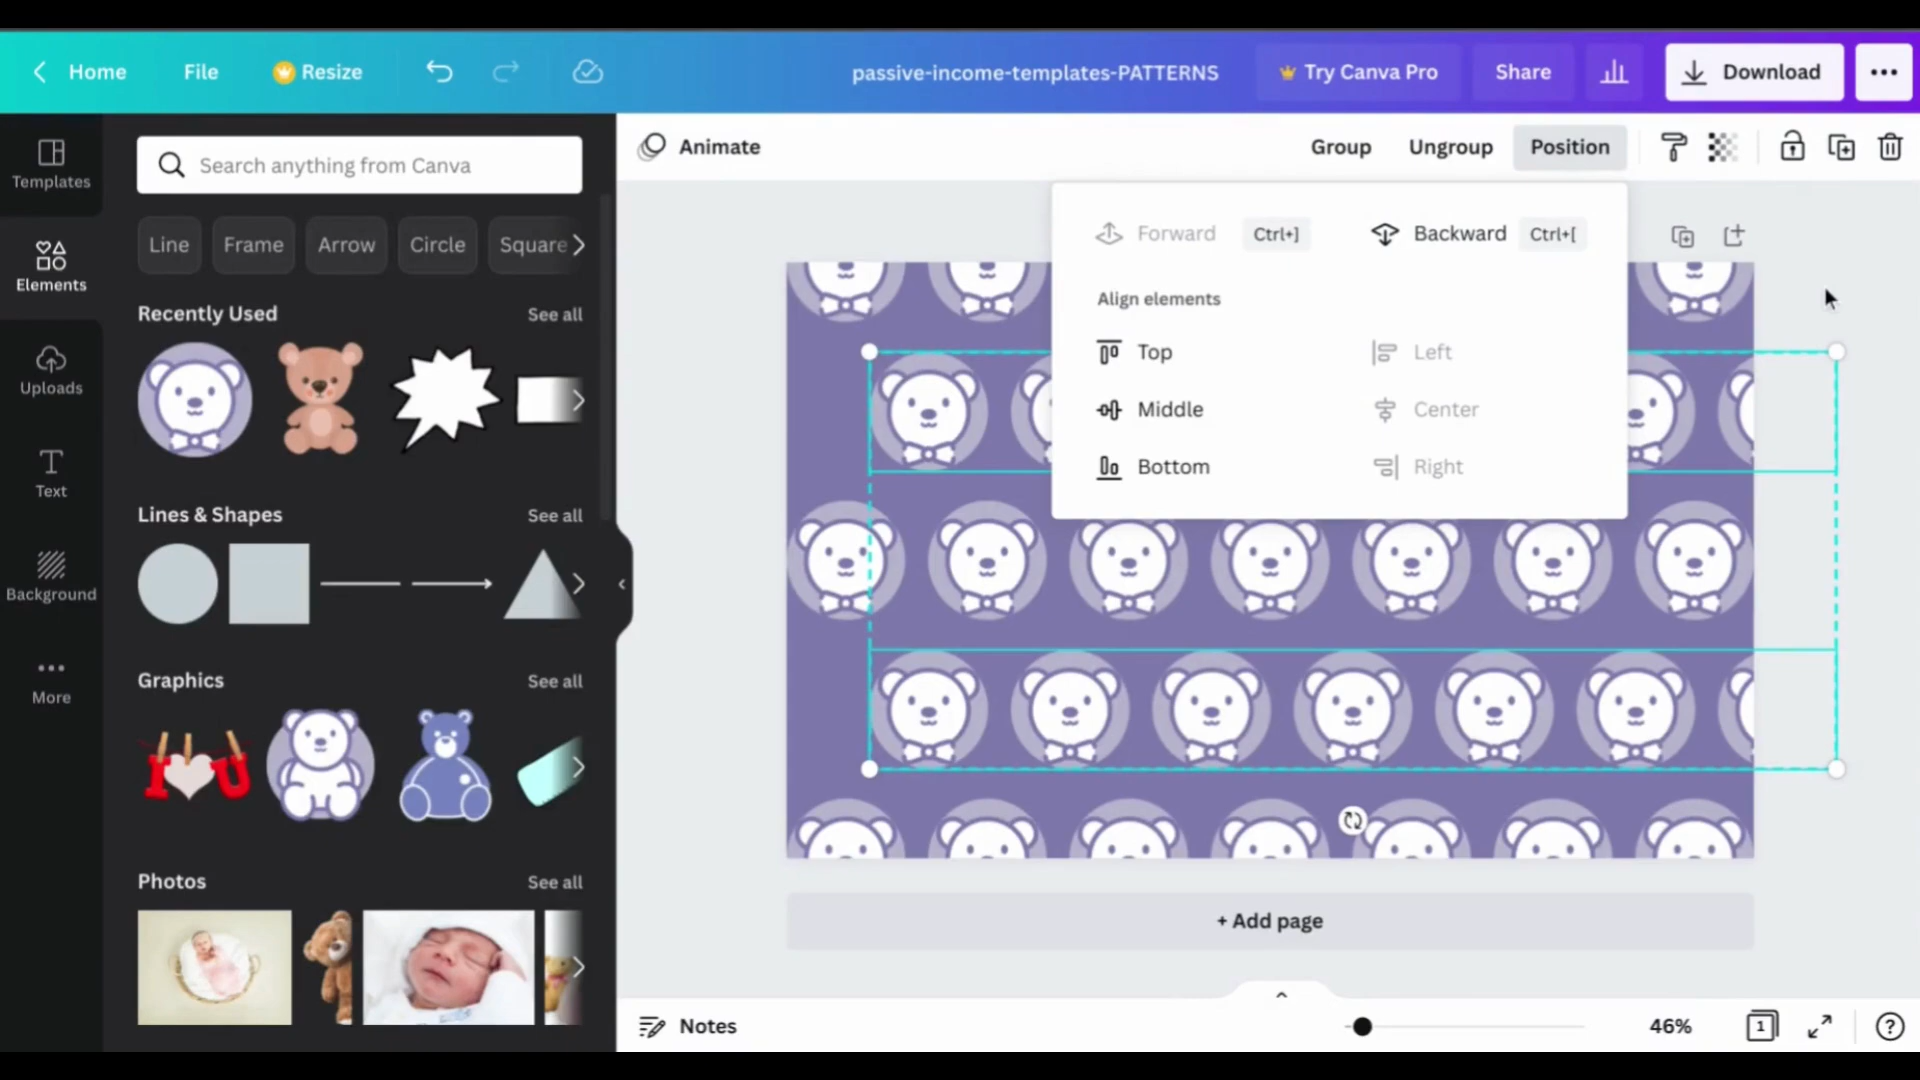 Home File Resize passive-income-templates-PATTERNS Try Canva Pro Share Download
Templates
Elements
Uploads
Text
Background
More
Search anything from Canva
Line Frame Arrow Circle Square
Recently Used See all
Lines & Shapes See all
Graphics See all
I U
Photos See all
Animate Group Ungroup Position
Forward Ctrl+] Backward Ctrl+[
Align elements
Top Left
Middle Center
Bottom Right
+ Add page
Notes 46% 1 ?